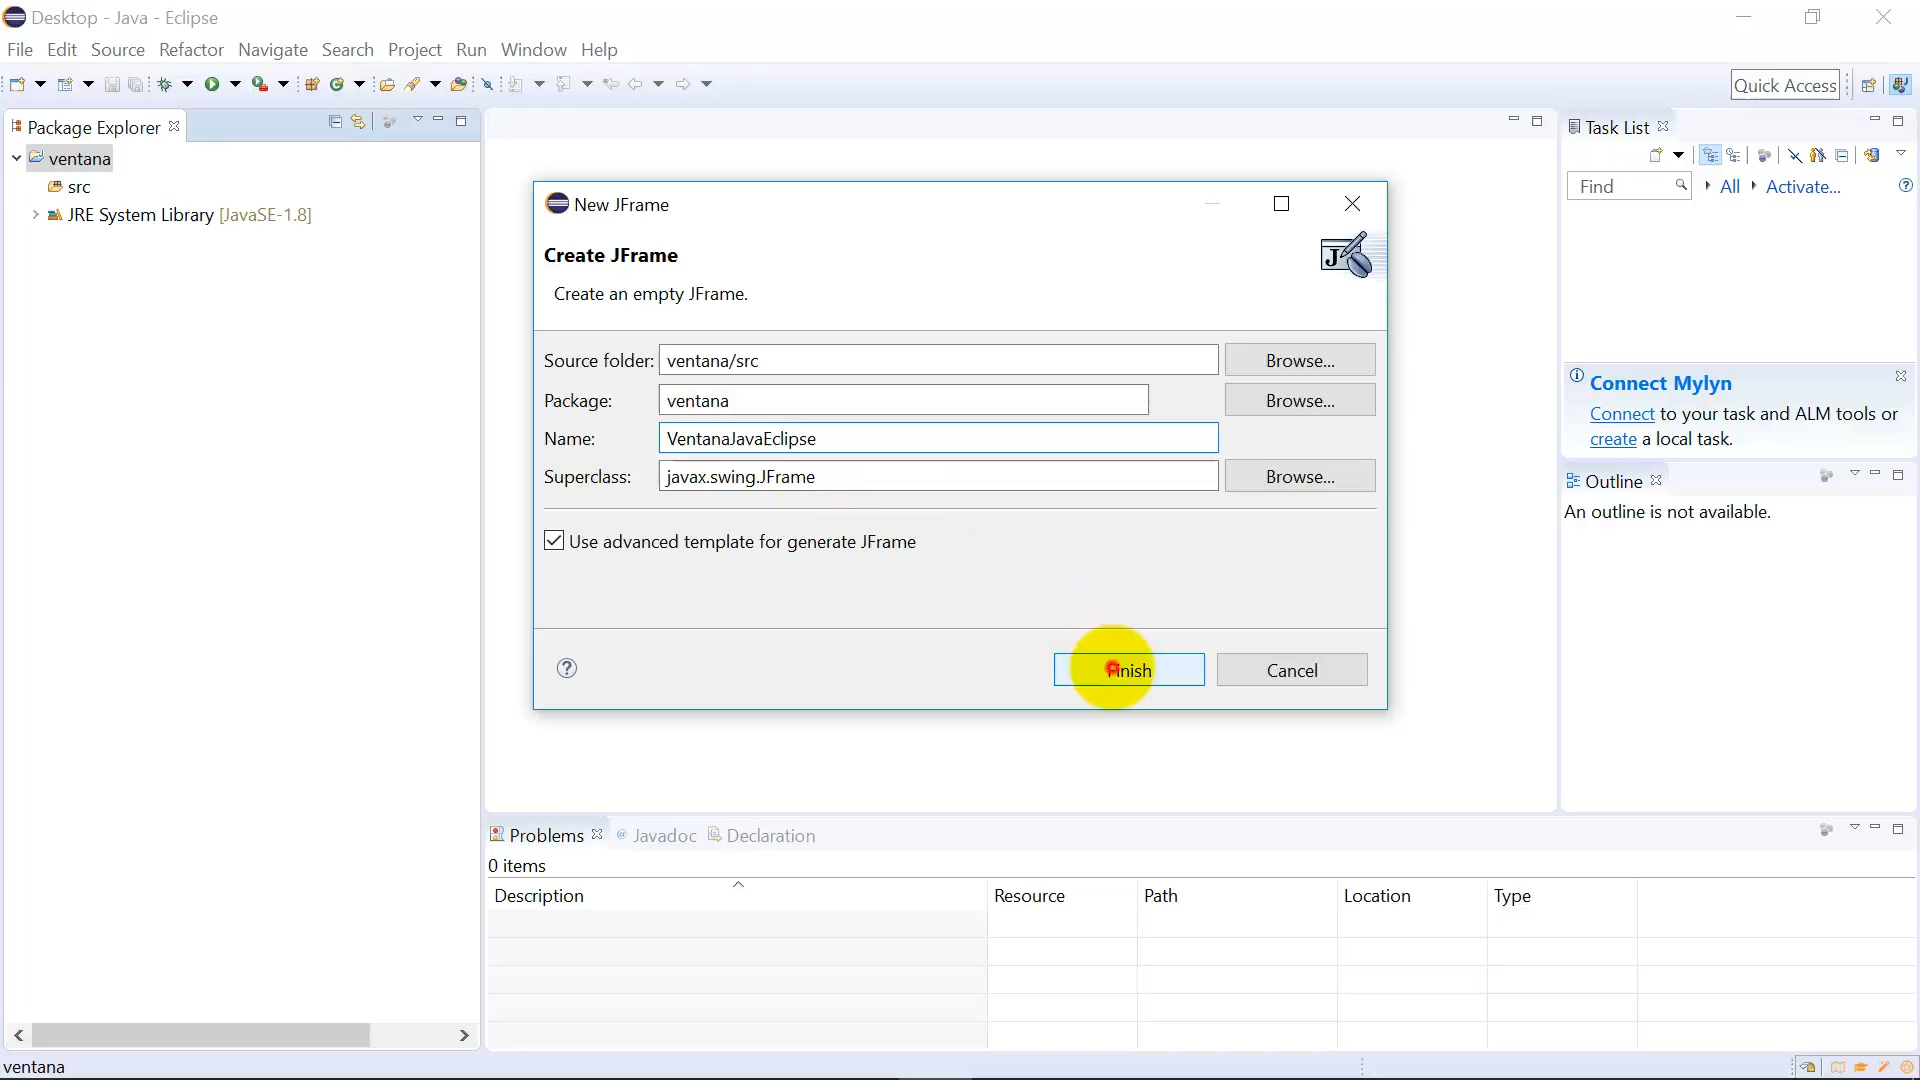 Desktop - Java - Eclipse
File Edit Source Refactor Navigate Search Project Run Window Help
Quick Access
Package Explorer
ventana
src
JRE System Library [JavaSE-1.8]
New JFrame
Create JFrame
Create an empty JFrame.
Source folder: ventana/src Browse...
Package: ventana Browse...
Name: VentanaJavaEclipse
Superclass: javax.swing.JFrame Browse...
Use advanced template for generate JFrame
Finish Cancel
Task List
Find All Activate...
Connect Mylyn
Connect to your task and ALM tools or
create a local task.
Outline
An outline is not available.
Problems @ Javadoc Declaration
0 items
Description Resource Path Location Type
ventana